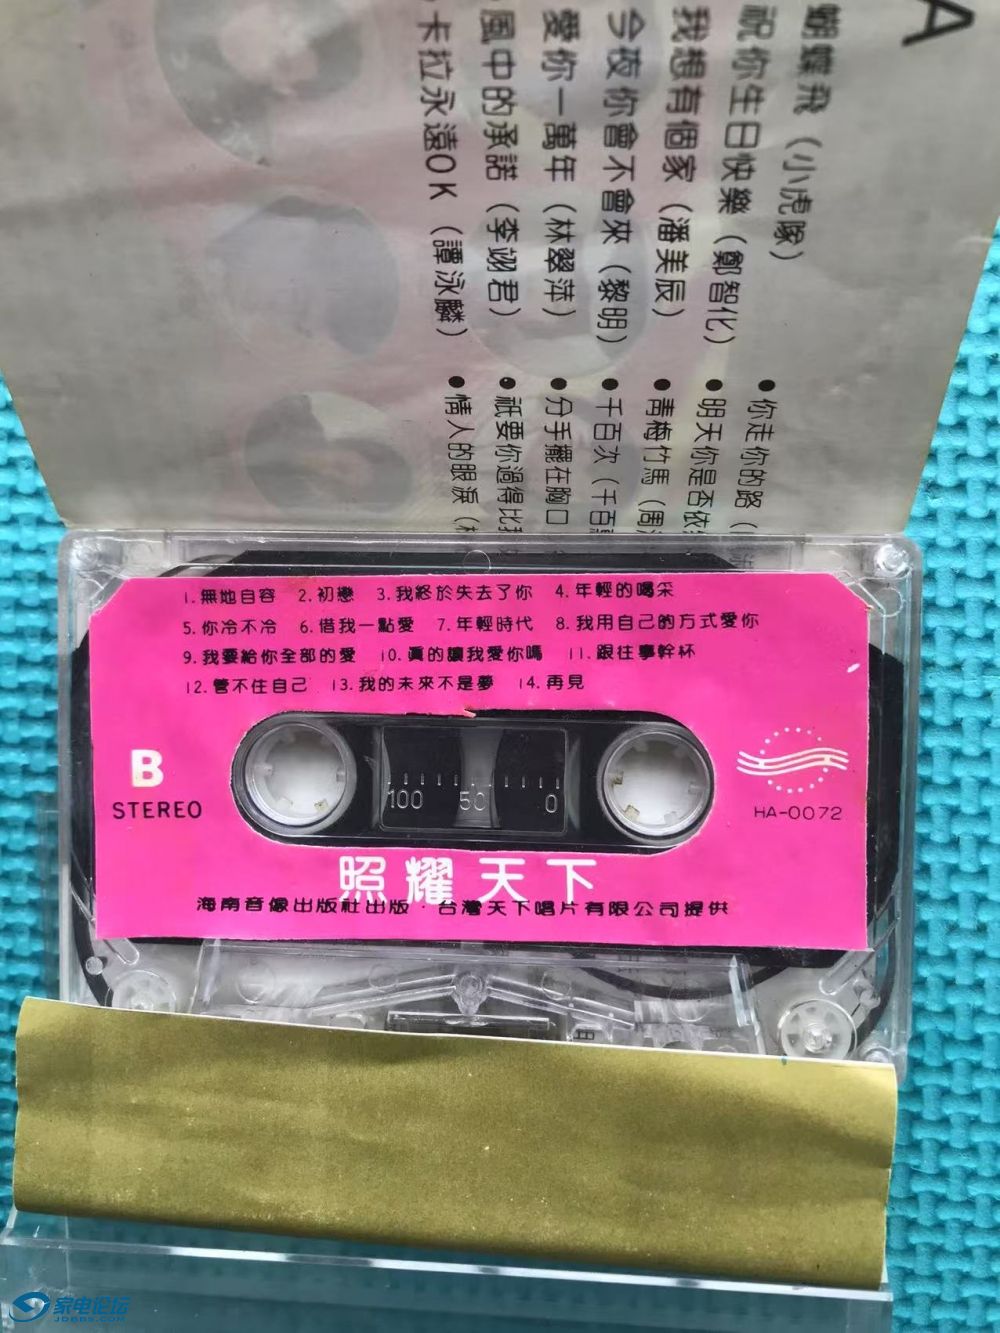 A
蝴蝶飛（小虎隊）
祝你生日快樂（鄭智化）
我想有個家（潘美辰）
今夜你會不會來（黎明）
愛你一萬年（林翠萍）
風中的承諾（李翊君）
卡拉永遠OK（譚泳麟）
●你走你的路（
●明天你是否依
●青梅竹馬（周
●千百次（千百
●分手擺在胸口
●祇要你過得比我
●情人的眼淚（
1.無地自容 2.初戀 3.我終於失去了你 4.年輕的喝采
5.你冷不冷 6.借我一點愛 7.年輕時代 8.我用自己的方式愛你
9.我要給你全部的愛 10.眞的讓我愛你嗎 11.跟往事幹杯
12.管不住自己 13.我的未來不是夢 14.再見
B
STEREO
100 50 0
HA-0072
照耀天下
海南音像出版社出版·台灣天下唱片有限公司提供
家电论坛
JDBBS.COM